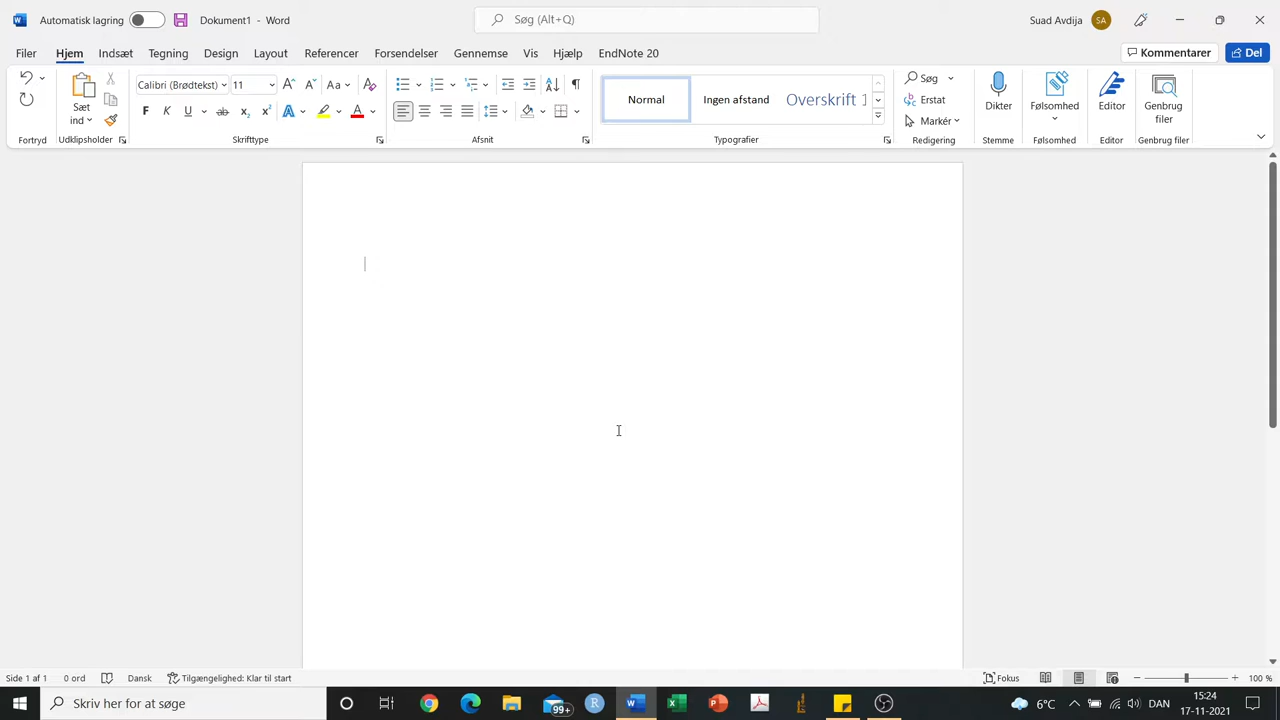 Automatisk lagring
Dokument1 - Word
Søg (Alt+Q)
Suad Avdija
SA
Filer
Hjem
Indsæt
Tegning
Design
Layout
Referencer
Forsendelser
Gennemse
Vis
Hjælp
EndNote 20
Kommentarer
Del
Sæt
ind
Calibri (Brødtekst)
11
Aa
F
K
U
ab
x₂
x²
A
A
Normal
Ingen afstand
Overskrift 1
Søg
Erstat
Markér
Dikter
Følsomhed
Editor
Genbrug
filer
Fortryd
Udklipsholder
Skrifttype
Afsnit
Typografier
Redigering
Stemme
Følsomhed
Editor
Genbrug filer
Side 1 af 1
0 ord
Dansk
Tilgængelighed: Klar til start
Fokus
100 %
Skriv her for at søge
99+
R
6°C
DAN
15:24
17-11-2021